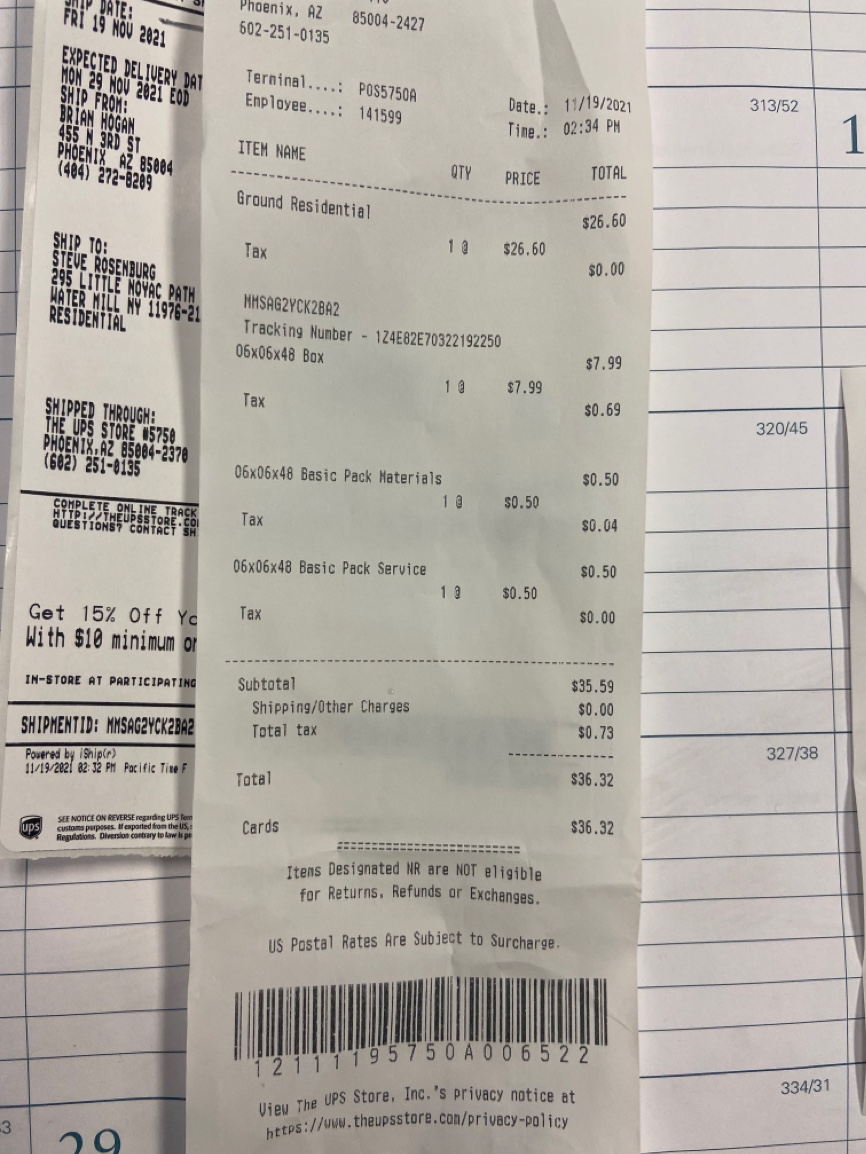 SHIP DATE:
FRI 19 NOV 2021
EXPECTED DELIVERY DAT
MON 29 NOV 2021 EOD
SHIP FROM:
BRIAN HOGAN
455 N 3RD ST
PHOENIX AZ 85004
(404) 272-8209
SHIP TO:
STEVE ROSENBURG
295 LITTLE NOYAC PATH
WATER MILL NY 11976-21
RESIDENTIAL
SHIPPED THROUGH:
THE UPS STORE #5750
PHOENIX,AZ 85004-2370
(602) 251-0135
COMPLETE ONLINE TRACK
HTTP://THEUPSSTORE.CO
QUESTIONS? CONTACT SH
Get 15% Off Yo
With $10 minimum or
IN-STORE AT PARTICIPATING
SHIPMENTID: MMSAG2YCK2BA2
Powered by iShip(r)
11/19/2021 02:32 PM Pacific Time F
ups
SEE NOTICE ON REVERSE regarding UPS Term
customs purposes. If exported from the US,
Regulations. Diversion contrary to law is p
Phoenix, AZ 85004-2427
602-251-0135
Terminal....: POS5750A
Employee....: 141599
Date.: 11/19/2021
Time.: 02:34 PM
ITEM NAME
QTY PRICE TOTAL
Ground Residential $26.60
1 @ $26.60
Tax $0.00
MMSAG2YCK2BA2
Tracking Number - 1Z4E82E70322192250
06x06x48 Box $7.99
1 @ $7.99
Tax $0.69
06x06x48 Basic Pack Materials $0.50
1 @ $0.50
Tax $0.04
06x06x48 Basic Pack Service $0.50
1 @ $0.50
Tax $0.00
Subtotal $35.59
Shipping/Other Charges $0.00
Total tax $0.73
Total $36.32
Cards $36.32
Items Designated NR are NOT eligible
for Returns, Refunds or Exchanges.
US Postal Rates Are Subject to Surcharge.
1211195750A006522
View The UPS Store, Inc.'s privacy notice at
https://www.theupsstore.com/privacy-policy
313/52
1
320/45
327/38
334/31
29